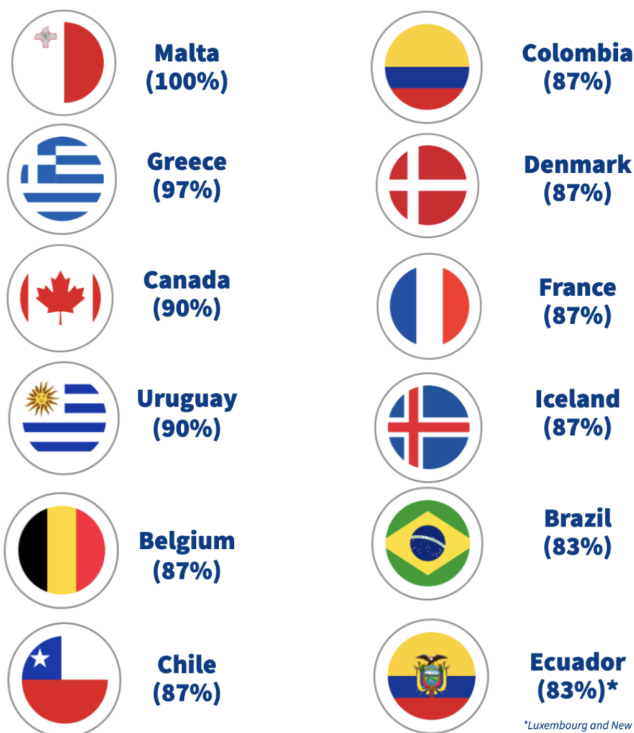 Malta
(100%)
Greece
(97%)
Canada
(90%)
Uruguay
(90%)
Belgium
(87%)
Chile
(87%)
Colombia
(87%)
Denmark
(87%)
France
(87%)
Iceland
(87%)
Brazil
(83%)
Ecuador
(83%)*
*Luxembourg and New